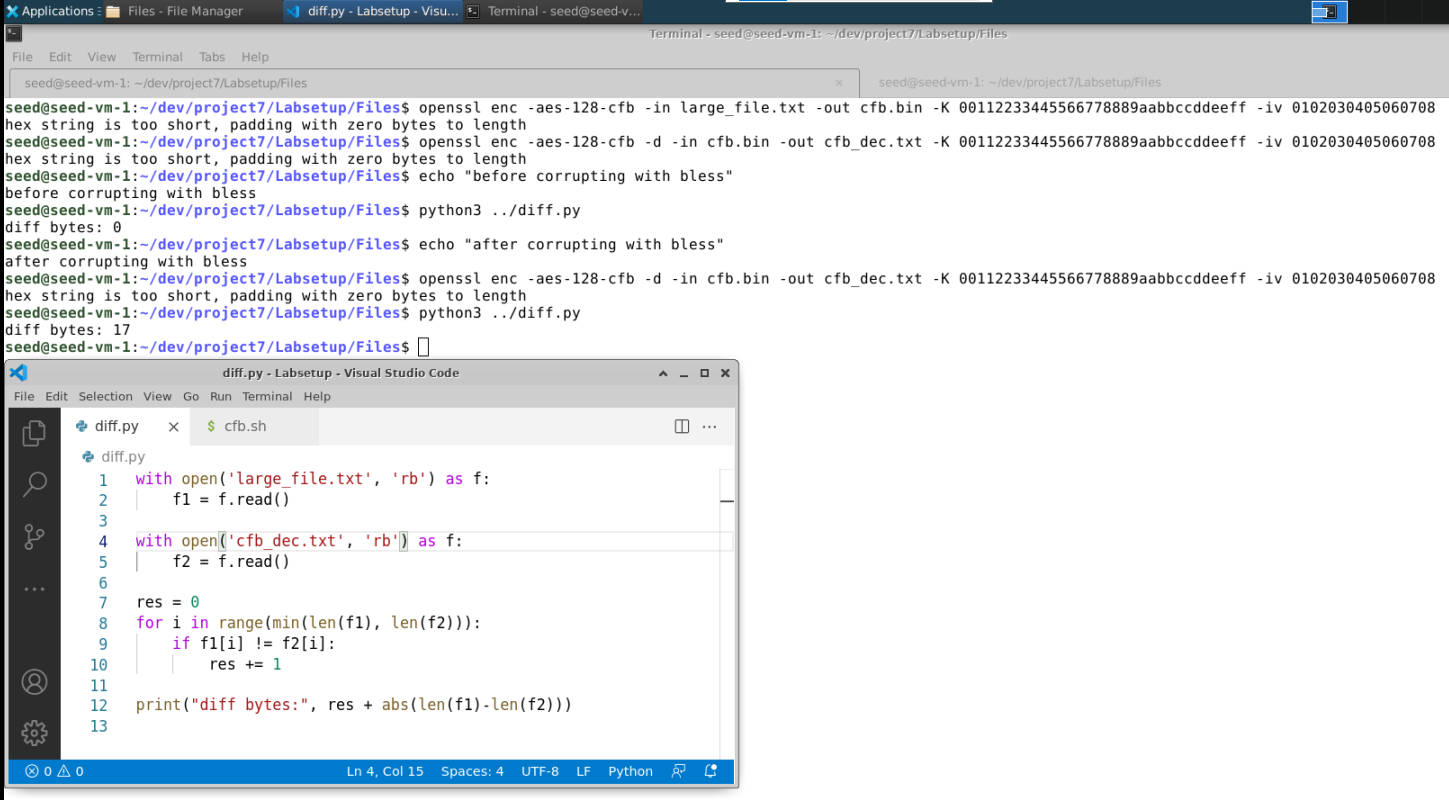 Applications
Files - File Manager
diff.py - Labsetup - Visu...
Terminal - seed@seed-v...
Terminal - seed@seed-vm-1: ~/dev/project7/Labsetup/Files
File Edit View Terminal Tabs Help
seed@seed-vm-1: ~/dev/project7/Labsetup/Files
seed@seed-vm-1: ~/dev/project7/Labsetup/Files
seed@seed-vm-1:~/dev/project7/Labsetup/Files$ openssl enc -aes-128-cfb -in large_file.txt -out cfb.bin -K 00112233445566778889aabbccddeeff -iv 0102030405060708
hex string is too short, padding with zero bytes to length
seed@seed-vm-1:~/dev/project7/Labsetup/Files$ openssl enc -aes-128-cfb -d -in cfb.bin -out cfb_dec.txt -K 00112233445566778889aabbccddeeff -iv 0102030405060708
hex string is too short, padding with zero bytes to length
seed@seed-vm-1:~/dev/project7/Labsetup/Files$ echo "before corrupting with bless"
before corrupting with bless
seed@seed-vm-1:~/dev/project7/Labsetup/Files$ python3 ../diff.py
diff bytes: 0
seed@seed-vm-1:~/dev/project7/Labsetup/Files$ echo "after corrupting with bless"
after corrupting with bless
seed@seed-vm-1:~/dev/project7/Labsetup/Files$ openssl enc -aes-128-cfb -d -in cfb.bin -out cfb_dec.txt -K 00112233445566778889aabbccddeeff -iv 0102030405060708
hex string is too short, padding with zero bytes to length
seed@seed-vm-1:~/dev/project7/Labsetup/Files$ python3 ../diff.py
diff bytes: 17
seed@seed-vm-1:~/dev/project7/Labsetup/Files$
diff.py - Labsetup - Visual Studio Code
File Edit Selection View Go Run Terminal Help
diff.py
$ cfb.sh
diff.py
1 with open('large_file.txt', 'rb') as f:
2     f1 = f.read()
3
4 with open('cfb_dec.txt', 'rb') as f:
5     f2 = f.read()
6
7 res = 0
8 for i in range(min(len(f1), len(f2))):
9     if f1[i] != f2[i]:
10         res += 1
11
12 print("diff bytes:", res + abs(len(f1)-len(f2)))
13
0 0 Ln 4, Col 15 Spaces: 4 UTF-8 LF Python